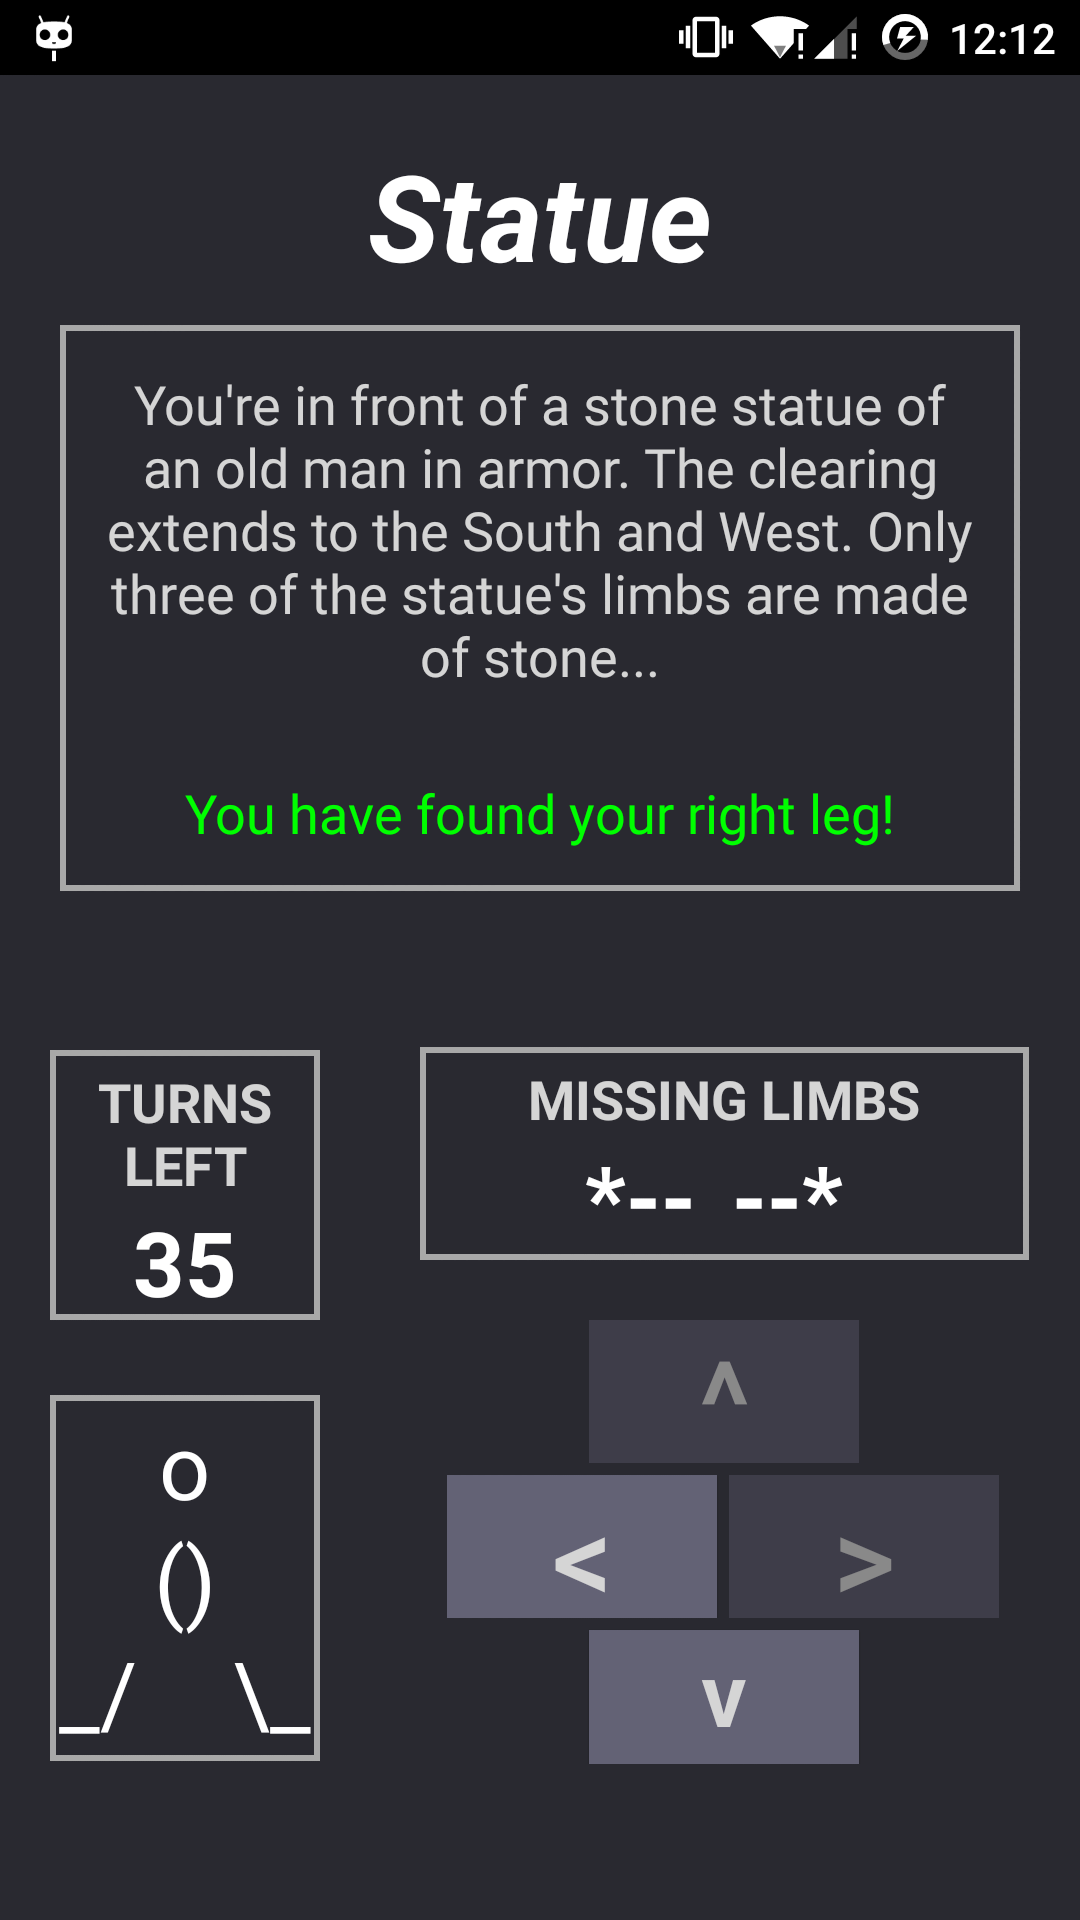 12:12
Statue
You're in front of a stone statue of
an old man in armor. The clearing
extends to the South and West. Only
three of the statue's limbs are made
of stone...
You have found your right leg!
TURNS
LEFT
35
MISSING LIMBS
*-- --*
o
()
_/ \_
^
< >
v